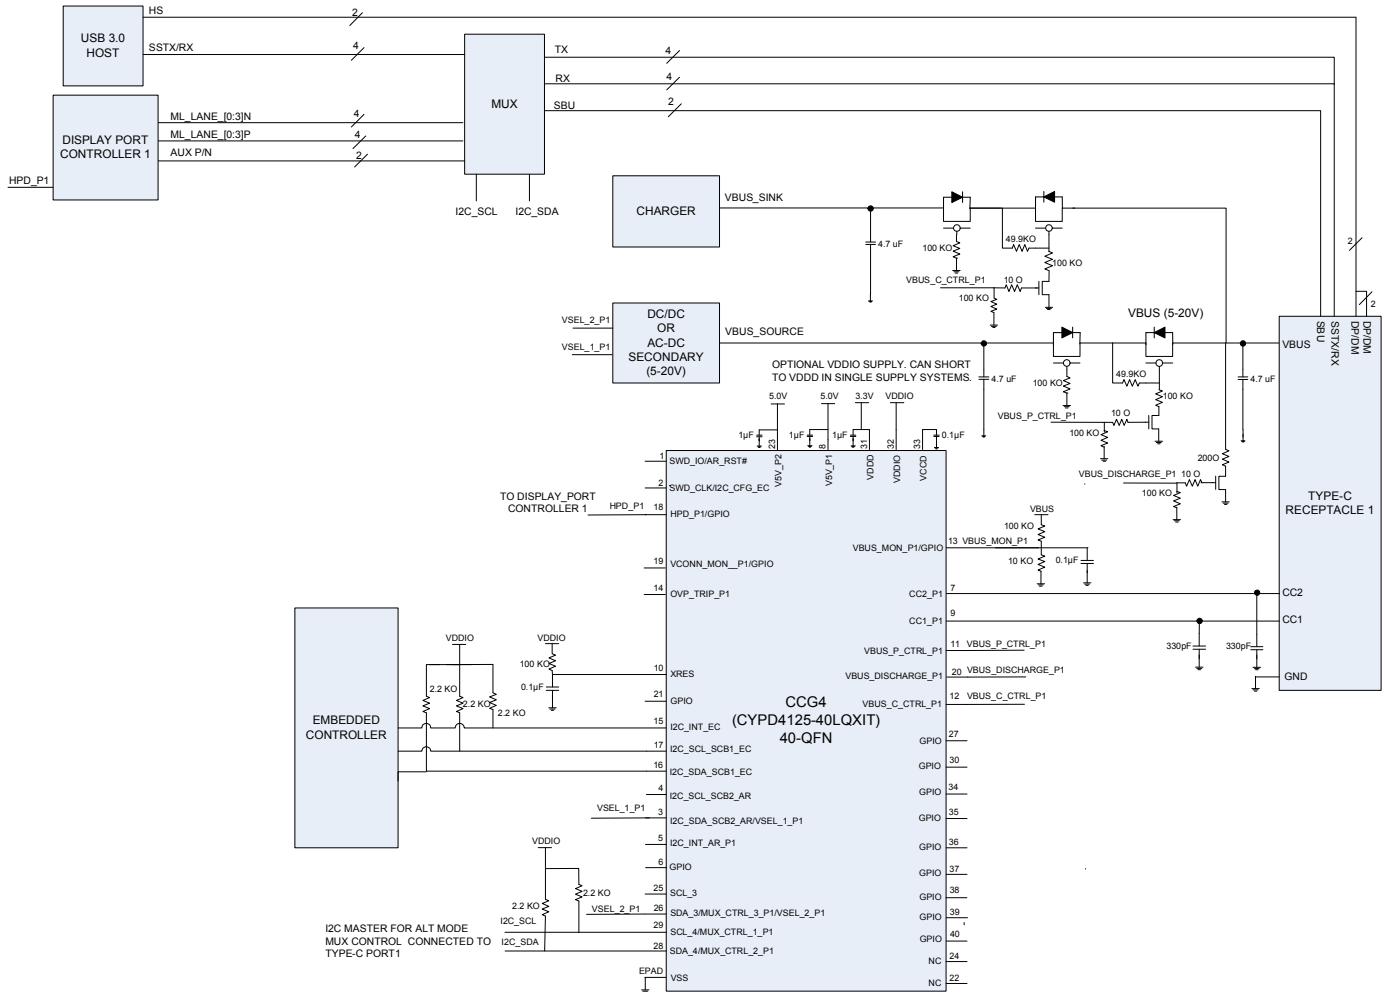 HS
2
USB 3.0
HOST
SSTX/RX
4
TX
4
RX
4
SBU
2
MUX
DISPLAY PORT
CONTROLLER 1
ML_LANE_[0:3]N
4
ML_LANE_[0:3]P
4
AUX P/N
2
HPD_P1
I2C_SCL
I2C_SDA
CHARGER
VBUS_SINK
4.7 uF
100 KO
49.9KO
100 KO
VBUS_C_CTRL_P1
10 O
100 KO
2
2
DC/DC
OR
AC-DC
SECONDARY
(5-20V)
VSEL_2_P1
VSEL_1_P1
VBUS_SOURCE
VBUS (5-20V)
4.7 uF
100 KO
49.9KO
100 KO
4.7 uF
VBUS_P_CTRL_P1
10 O
100 KO
200O
VBUS_DISCHARGE_P1
10 O
100 KO
VBUS
SBU
SSTX/RX
DP/DM
DP/DM
TYPE-C
RECEPTACLE 1
CC2
CC1
GND
330pF
330pF
OPTIONAL VDDIO SUPPLY. CAN SHORT
TO VDDD IN SINGLE SUPPLY SYSTEMS.
5.0V
5.0V
3.3V
VDDIO
1µF
1µF
1µF
0.1µF
23
8
31
32
33
V5V_P2
V5V_P1
VDDD
VDDIO
VCCD
1 SWD_IO/AR_RST#
2 SWD_CLK/I2C_CFG_EC
TO DISPLAY_PORT
CONTROLLER 1
HPD_P1 18 HPD_P1/GPIO
19 VCONN_MON__P1/GPIO
14 OVP_TRIP_P1
VDDIO
100 KO
0.1µF
10 XRES
21 GPIO
15 I2C_INT_EC
17 I2C_SCL_SCB1_EC
16 I2C_SDA_SCB1_EC
4 I2C_SCL_SCB2_AR
VSEL_1_P1 3 I2C_SDA_SCB2_AR/VSEL_1_P1
5 I2C_INT_AR_P1
6 GPIO
25 SCL_3
VSEL_2_P1 26 SDA_3/MUX_CTRL_3_P1/VSEL_2_P1
I2C_SCL 29 SCL_4/MUX_CTRL_1_P1
I2C_SDA 28 SDA_4/MUX_CTRL_2_P1
EPAD VSS
EMBEDDED
CONTROLLER
VDDIO
2.2 KO
2.2 KO
2.2 KO
VDDIO
2.2 KO
2.2 KO
I2C MASTER FOR ALT MODE
MUX CONTROL CONNECTED TO
TYPE-C PORT1
CCG4
(CYPD4125-40LQXIT)
40-QFN
VBUS
100 KO
10 KO
0.1µF
VBUS_MON_P1/GPIO 13 VBUS_MON_P1
CC2_P1 7
CC1_P1 9
VBUS_P_CTRL_P1 11 VBUS_P_CTRL_P1
VBUS_DISCHARGE_P1 20 VBUS_DISCHARGE_P1
VBUS_C_CTRL_P1 12 VBUS_C_CTRL_P1
GPIO 27
GPIO 30
GPIO 34
GPIO 35
GPIO 36
GPIO 37
GPIO 38
GPIO 39
GPIO 40
NC 24
NC 22